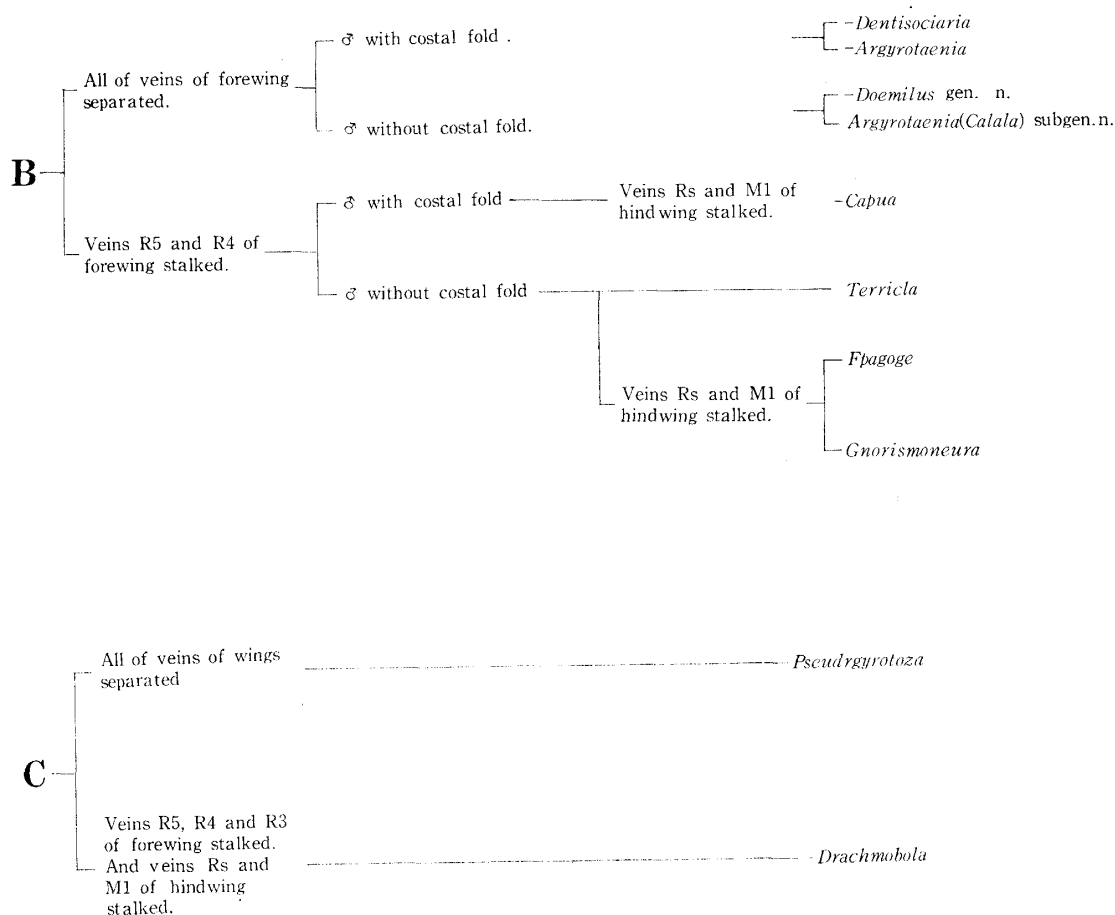 ♂ with costal fold .
-Dentisociaria
-Argyrotaenia
All of veins of forewing
separated.
♂ without costal fold.
-Doemilus gen. n.
Argyrotaenia(Calala) subgen.n.
B
♂ with costal fold
Veins Rs and M1 of
hindwing stalked.
-Capua
Veins R5 and R4 of
forewing stalked.
♂ without costal fold
Terricla
Fpagoge
Veins Rs and M1 of
hindwing stalked.
Gnorismoneura
All of veins of wings
separated
Pseudrgyrotoza
C
Veins R5, R4 and R3
of forewing stalked.
And veins Rs and
M1 of hindwing
stalked.
-Drachmobola